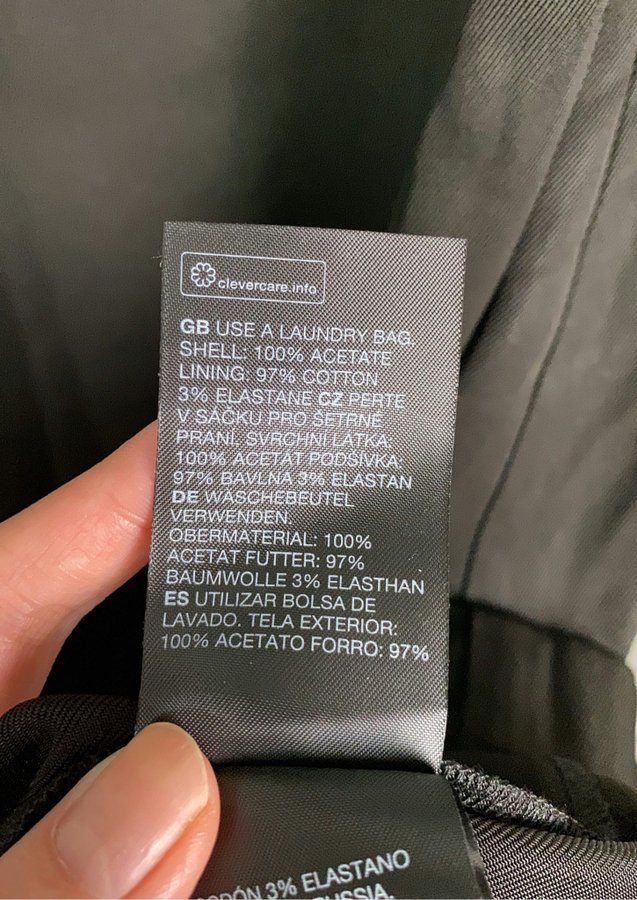 clevercare.info
GB USE A LAUNDRY BAG.
SHELL: 100% ACETATE
LINING: 97% COTTON
3% ELASTANE CZ PERTE
V SÁČKU PRO ŠETRNÉ
PRANÍ. SVRCHNI LÁTKA:
100% ACETAT PODŠÍVKA:
97% BAVLNA 3% ELASTAN
DE WÄSCHEBEUTEL
VERWENDEN.
OBERMATERIAL: 100%
ACETAT FUTTER: 97%
BAUMWOLLE 3% ELASTHAN
ES UTILIZAR BOLSA DE
LAVADO. TELA EXTERIOR:
100% ACETATO FORRO: 97%
3% ELASTANO